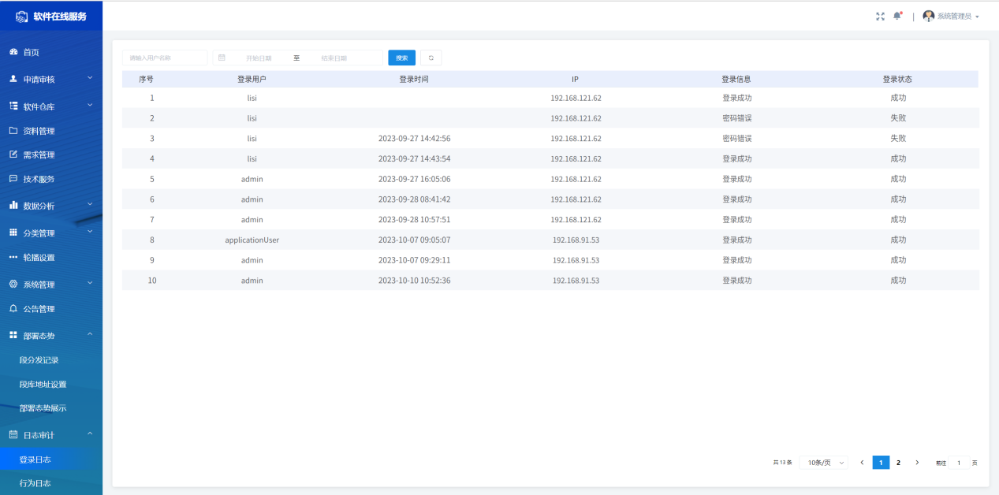 软件在线服务
系统管理员
首页
申请审核
软件仓库
资料管理
需求管理
技术服务
数据分析
分类管理
轮播设置
系统管理
公告管理
部署态势
段分发记录
段库地址设置
部署态势展示
日志审计
登录日志
行为日志
请输入用户名称 开始日期 至 结束日期 搜索
序号 登录用户 登录时间 IP 登录信息 登录状态
1 lisi 192.168.121.62 登录成功 成功
2 lisi 192.168.121.62 密码错误 失败
3 lisi 2023-09-27 14:42:56 192.168.121.62 密码错误 失败
4 lisi 2023-09-27 14:43:54 192.168.121.62 登录成功 成功
5 admin 2023-09-27 16:05:06 192.168.121.62 登录成功 成功
6 admin 2023-09-28 08:41:42 192.168.121.62 登录成功 成功
7 admin 2023-09-28 10:57:51 192.168.121.62 登录成功 成功
8 applicationUser 2023-10-07 09:05:07 192.168.91.53 登录成功 成功
9 admin 2023-10-07 09:29:11 192.168.91.53 登录成功 成功
10 admin 2023-10-10 10:52:36 192.168.91.53 登录成功 成功
共 13 条 10条/页 1 2 前往 1 页